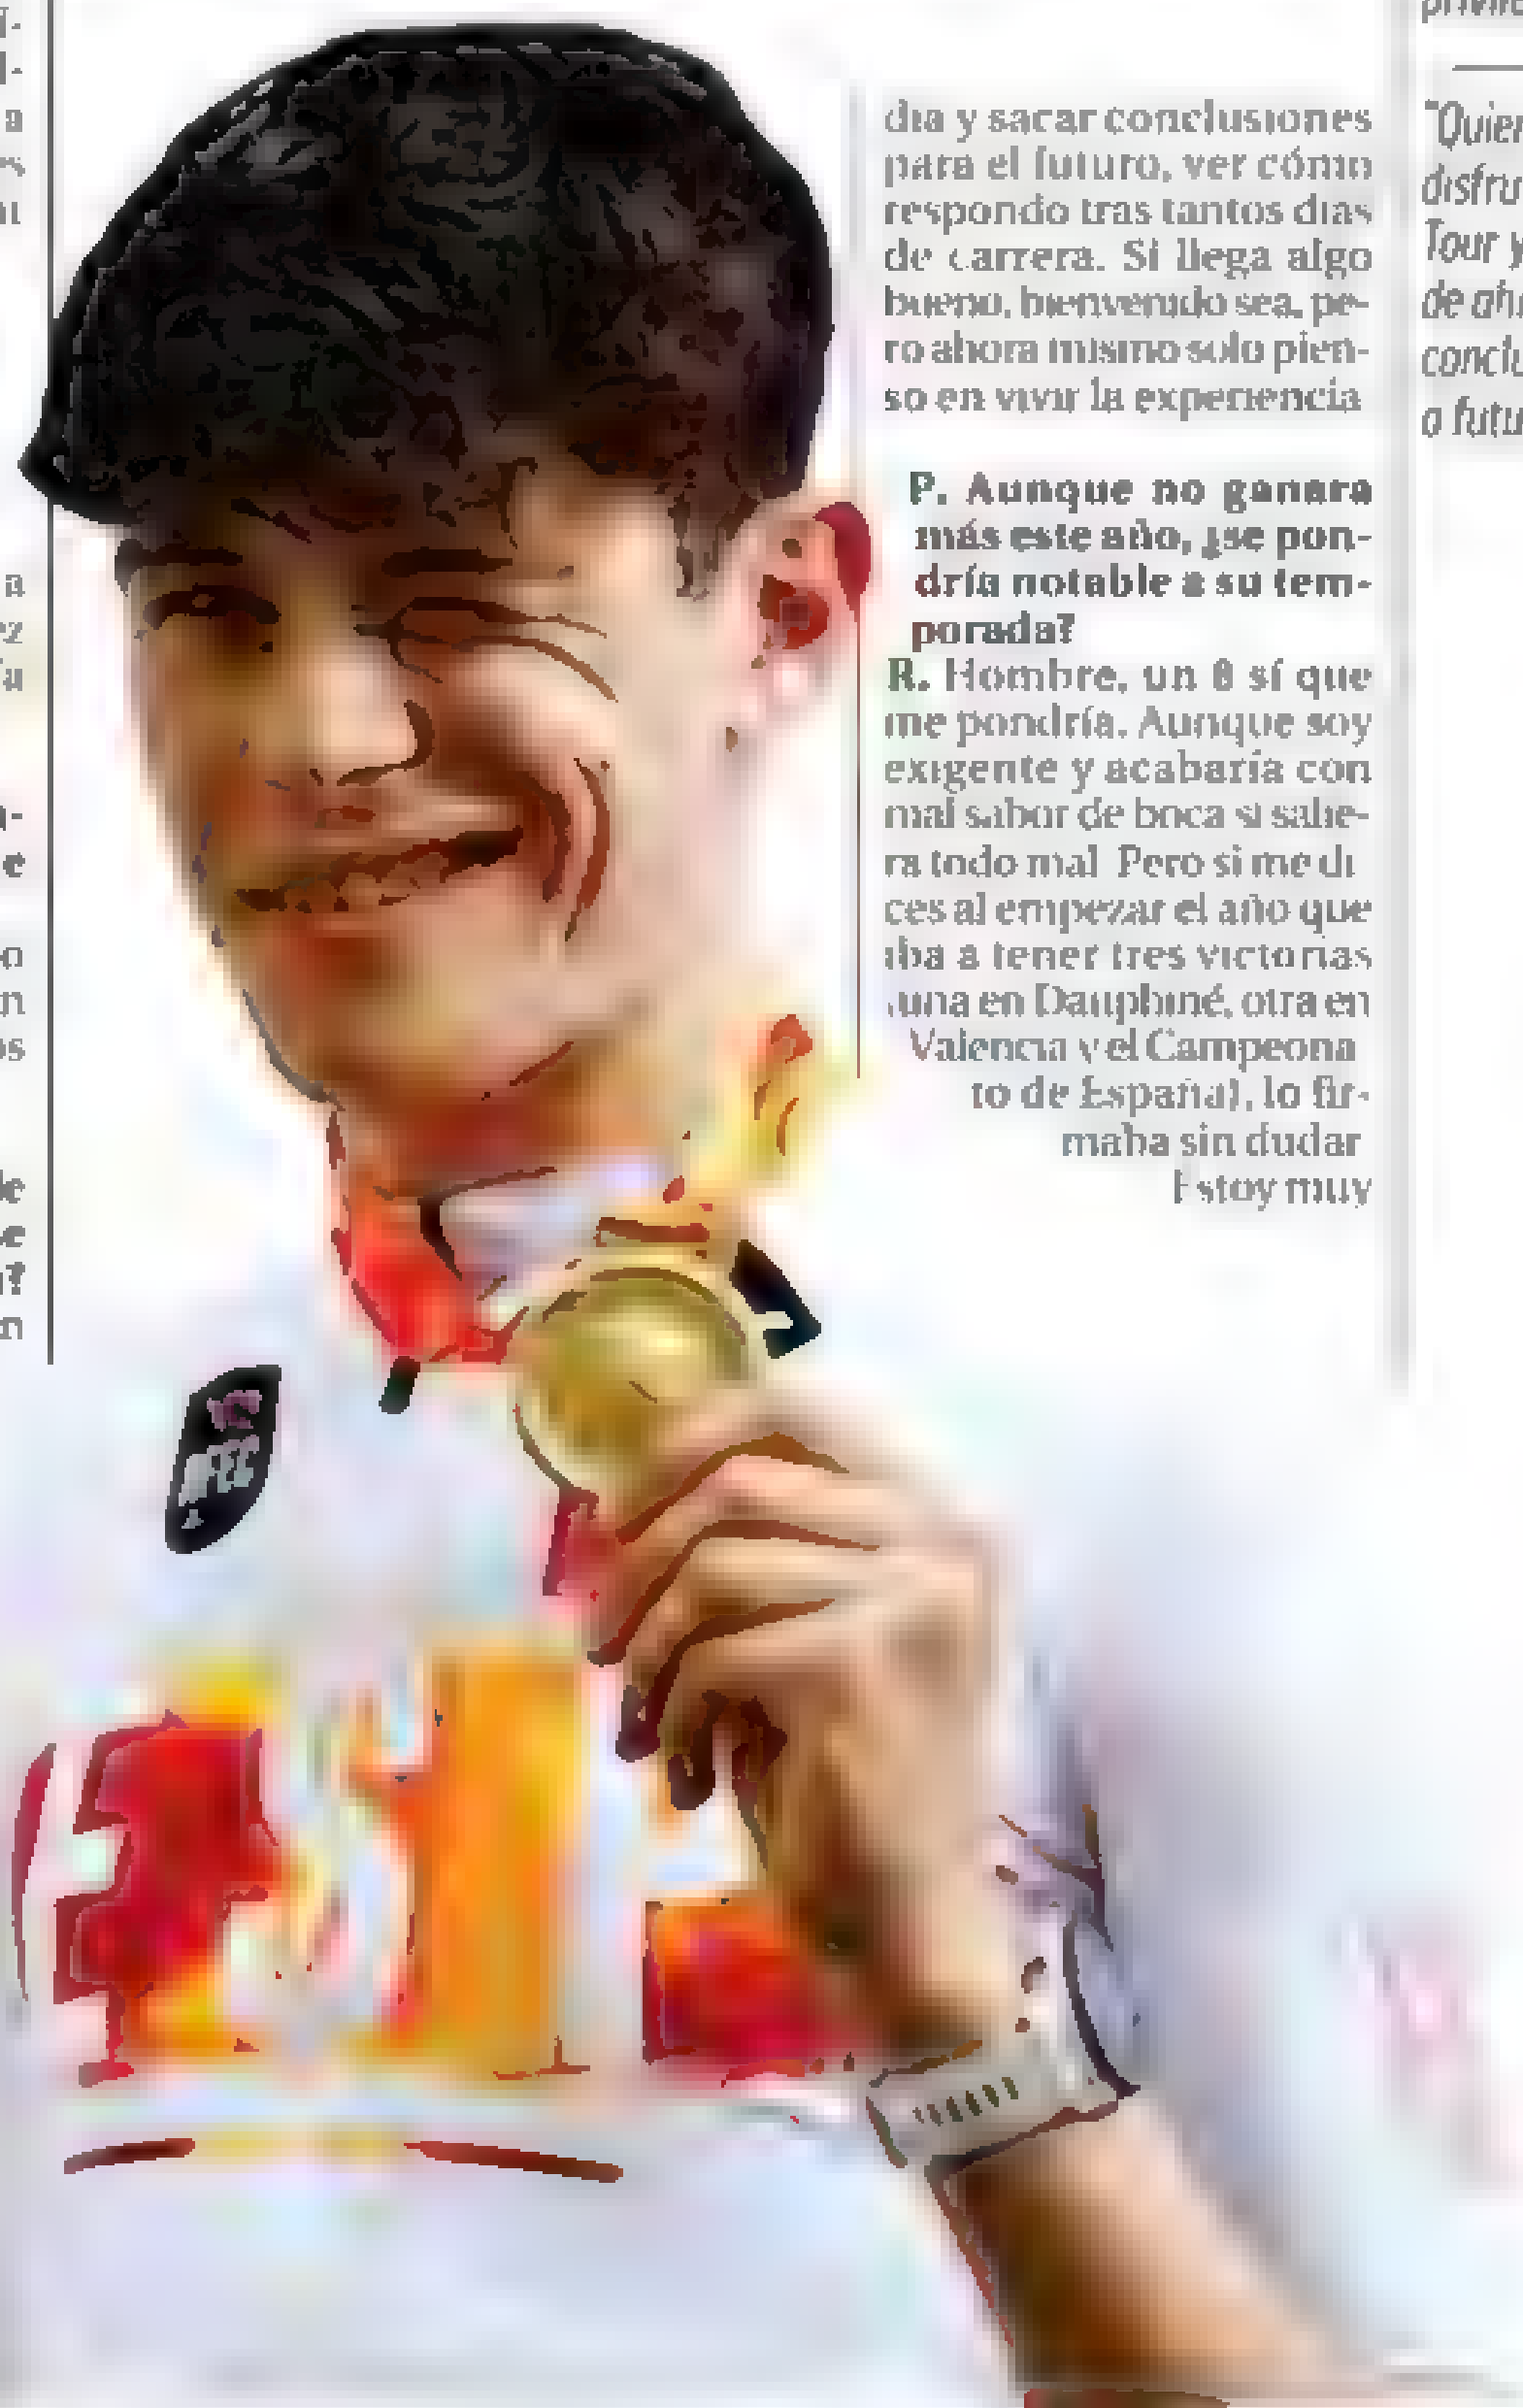 dia y sacar conclusiones
para el futuro, ver cómo
respondo tras tantos dias
de carrera. Si llega algo
bueno, bienvenido sea, pe-
ro ahora mismo solo pien-
so en vivir la experiencia
P. Aunque no ganara
más este año, ¿se pon-
dría notable a su tem-
porada?
R. Hombre, un 8 sí que
me pondría. Aunque soy
exigente y acabaría con
mal sabor de boca si salie-
ra todo mal Pero si me di
ces al empezar el año que
iba a tener tres victorias
una en Dauphiné, otra en
Valencia y el Campeona
to de España), lo fir-
maba sin dudar
Estoy muy
"Quier
disfru
Tour y
de aho
conclu
a futu